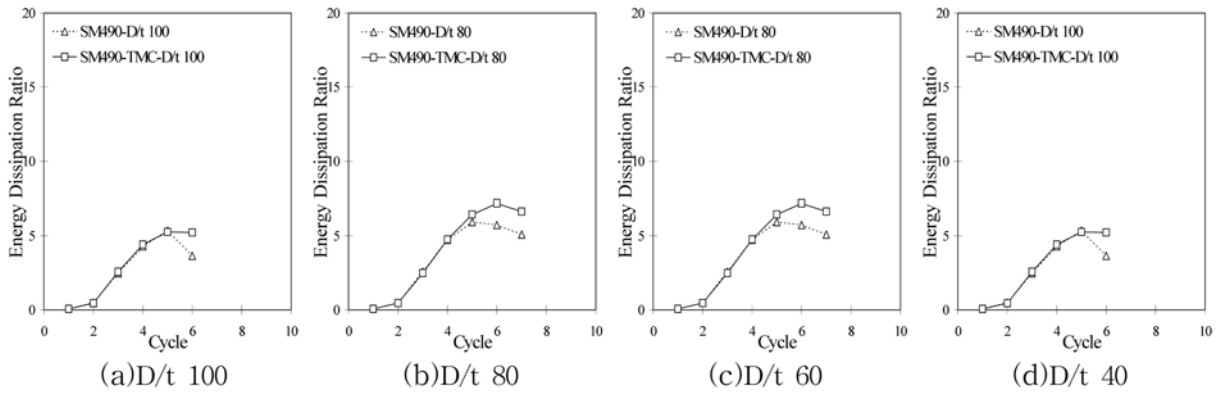 20
SM490-D/t 100
SM490-TMC-D/t 100
15
10
5
0
Energy Dissipation Ratio
0 2 4 6 8 10
Cycle
(a)D/t 100
20
SM490-D/t 80
SM490-TMC-D/t 80
15
10
5
0
Energy Dissipation Ratio
0 2 4 6 8 10
Cycle
(b)D/t 80
20
SM490-D/t 80
SM490-TMC-D/t 80
15
10
5
0
Energy Dissipation Ratio
0 2 4 6 8 10
Cycle
(c)D/t 60
20
SM490-D/t 100
SM490-TMC-D/t 100
15
10
5
0
Energy Dissipation Ratio
0 2 4 6 8 10
Cycle
(d)D/t 40